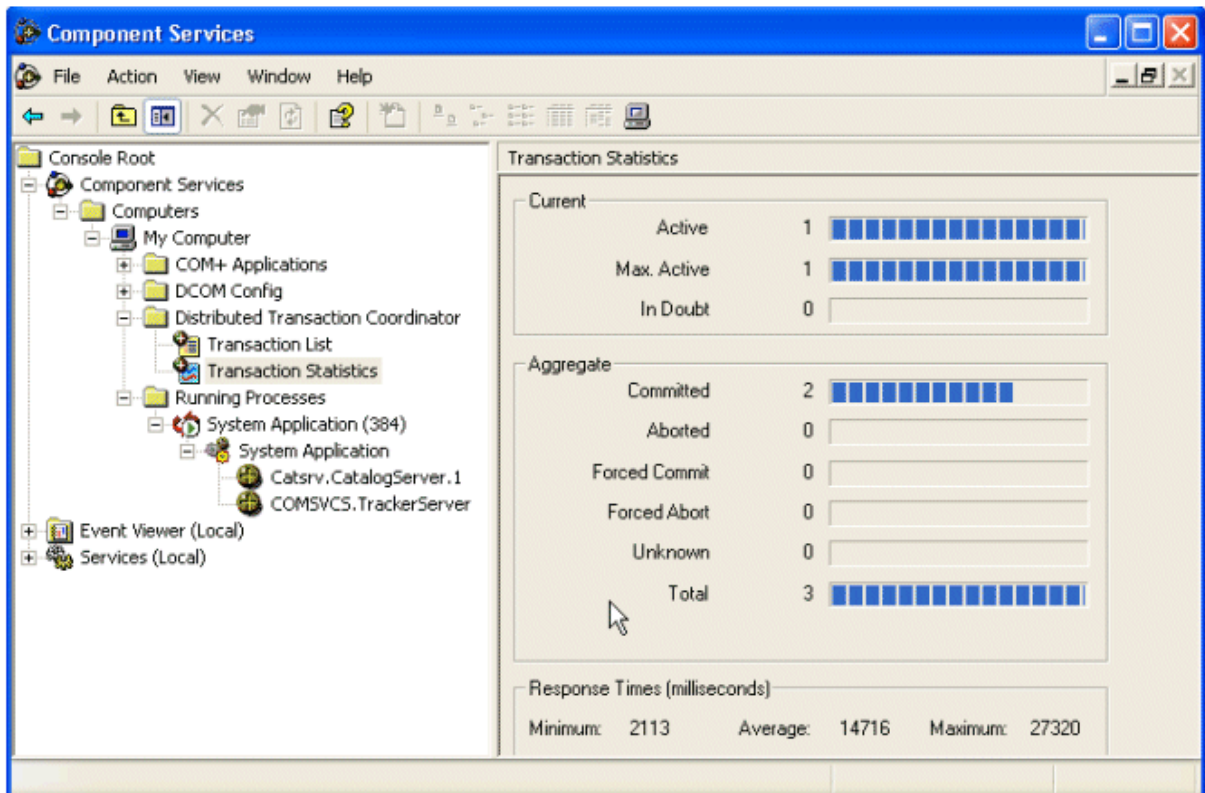 Component Services
File Action View Window Help
Console Root
Component Services
Computers
My Computer
COM+ Applications
DCOM Config
Distributed Transaction Coordinator
Transaction List
Transaction Statistics
Running Processes
System Application (384)
System Application
Catsrv.CatalogServer.1
COMSVCS.TrackerServer
Event Viewer (Local)
Services (Local)
Transaction Statistics
Current
Active 1
Max. Active 1
In Doubt 0
Aggregate
Committed 2
Aborted 0
Forced Commit 0
Forced Abort 0
Unknown 0
Total 3
Response Times (milliseconds)
Minimum: 2113 Average: 14716 Maximum: 27320